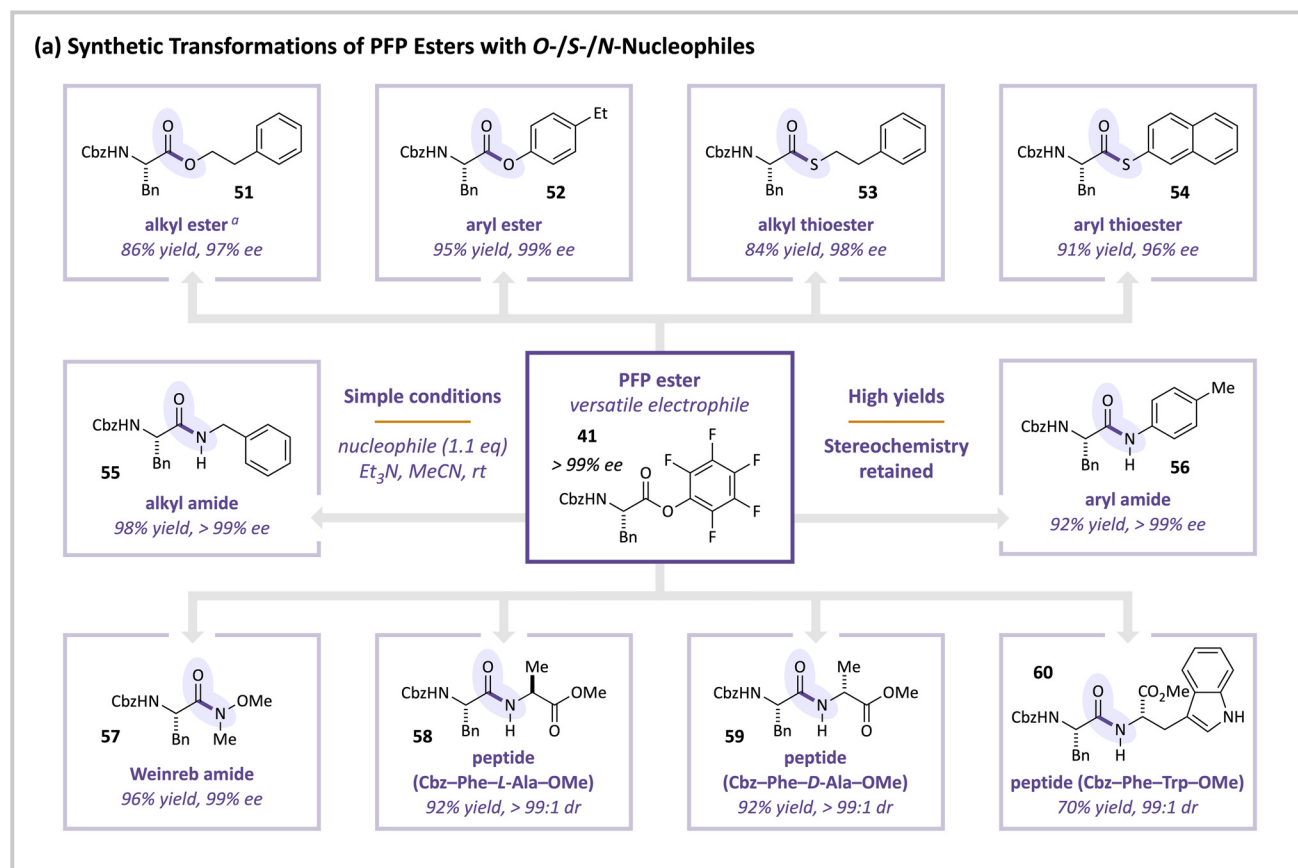 (a) Synthetic Transformations of PFP Esters with O-/S-/N-Nucleophiles
O
CbzHN
O
Bn
51
alkyl ester a
86% yield, 97% ee
Et
O
CbzHN
O
Bn
52
aryl ester
95% yield, 99% ee
O
CbzHN
S
Bn
53
alkyl thioester
84% yield, 98% ee
O
CbzHN
S
Bn
54
aryl thioester
91% yield, 96% ee
O
CbzHN
N
H
Bn
55
alkyl amide
98% yield, > 99% ee
Simple conditions
nucleophile (1.1 eq)
Et3N, MeCN, rt
PFP ester
versatile electrophile
41
> 99% ee
F
F
F
O
CbzHN
O
F
F
Bn
High yields
Stereochemistry
retained
Me
O
CbzHN
N
H
Bn
56
aryl amide
92% yield, > 99% ee
O
CbzHN
N
OMe
57
Bn
Me
Weinreb amide
96% yield, 99% ee
O
Me
CbzHN
N
H
OMe
O
Bn
58
peptide
(Cbz–Phe–L-Ala–OMe)
92% yield, > 99:1 dr
O
Me
CbzHN
N
H
OMe
O
Bn
59
peptide
(Cbz–Phe–D-Ala–OMe)
92% yield, > 99:1 dr
60
O
CO2Me
CbzHN
N
H
NH
Bn
peptide (Cbz–Phe–Trp–OMe)
70% yield, 99:1 dr